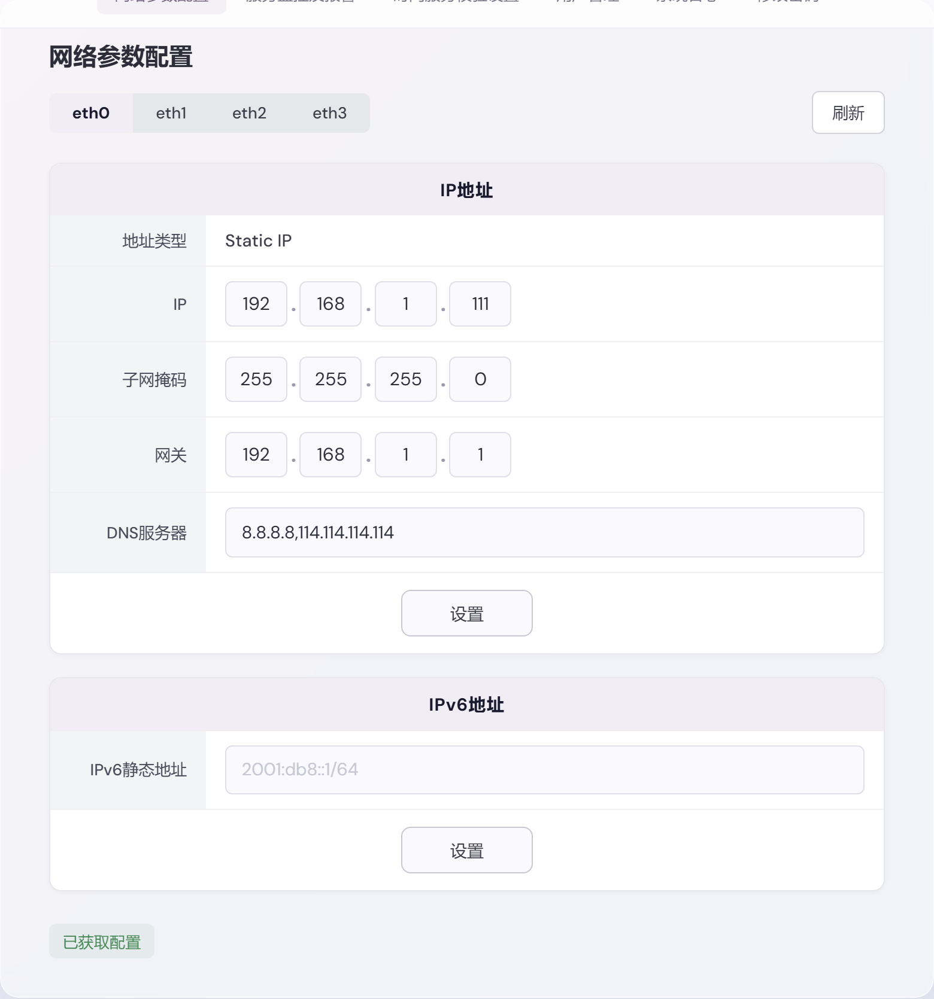 网络参数配置
eth0 eth1 eth2 eth3 刷新
IP地址
地址类型 Static IP
IP 192 . 168 . 1 . 111
子网掩码 255 . 255 . 255 . 0
网关 192 . 168 . 1 . 1
DNS服务器 8.8.8.8,114.114.114.114
设置
IPv6地址
IPv6静态地址 2001:db8::1/64
设置
已获取配置